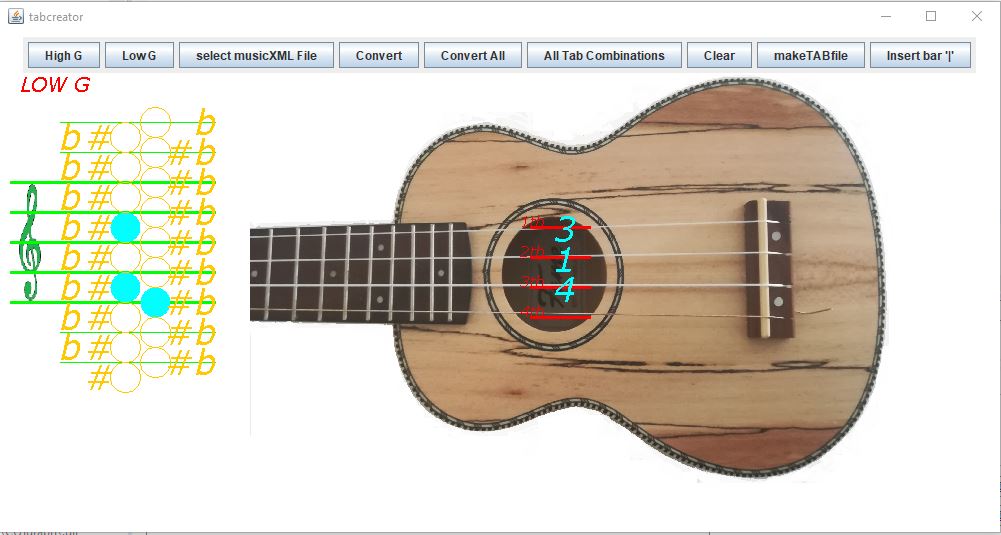 tabcreator
High G Low G select musicXML File Convert Convert All All Tab Combinations Clear makeTABfile Insert bar '|'
LOW G
b
b # # b
b # # b
b # # b
b # # b
b # # b
b # # b
b # # b
b # # b
#
1th 3
2th 1
3th 4